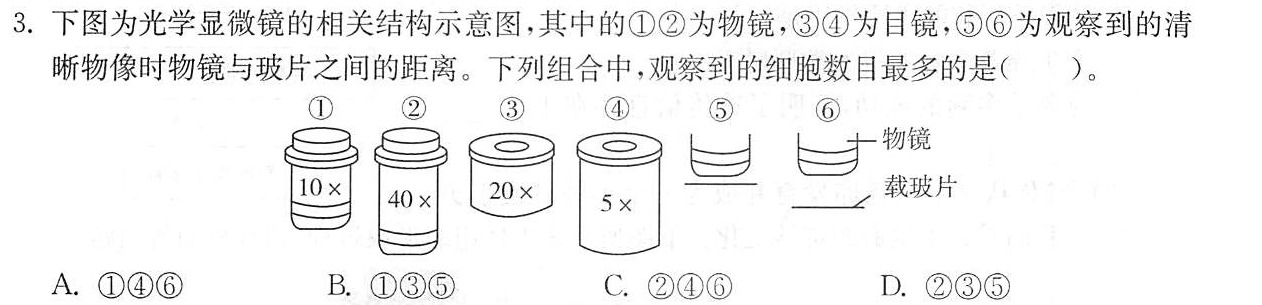 3. 下图为光学显微镜的相关结构示意图,其中的①②为物镜,③④为目镜,⑤⑥为观察到的清
晰物像时物镜与玻片之间的距离。下列组合中,观察到的细胞数目最多的是(　　)。
① ② ③ ④ ⑤ ⑥
物镜
10× 40× 20× 5× 载玻片
A. ①④⑥ B. ①③⑤ C. ②④⑥ D. ②③⑤